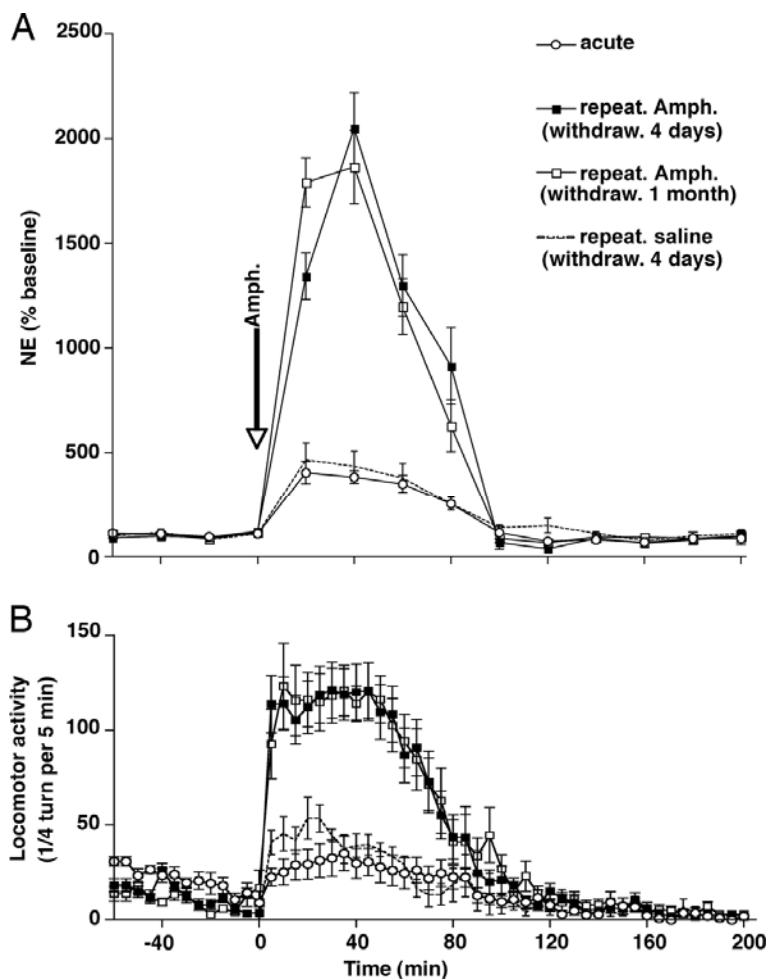 A
2500
2000
1500
1000
500
0
NE (% baseline)
Amph.
acute
repeat. Amph.
(withdraw. 4 days)
repeat. Amph.
(withdraw. 1 month)
repeat. saline
(withdraw. 4 days)
B
150
100
50
0
Locomotor activity
(1/4 turn per 5 min)
-40
0
40
80
120
160
200
Time (min)